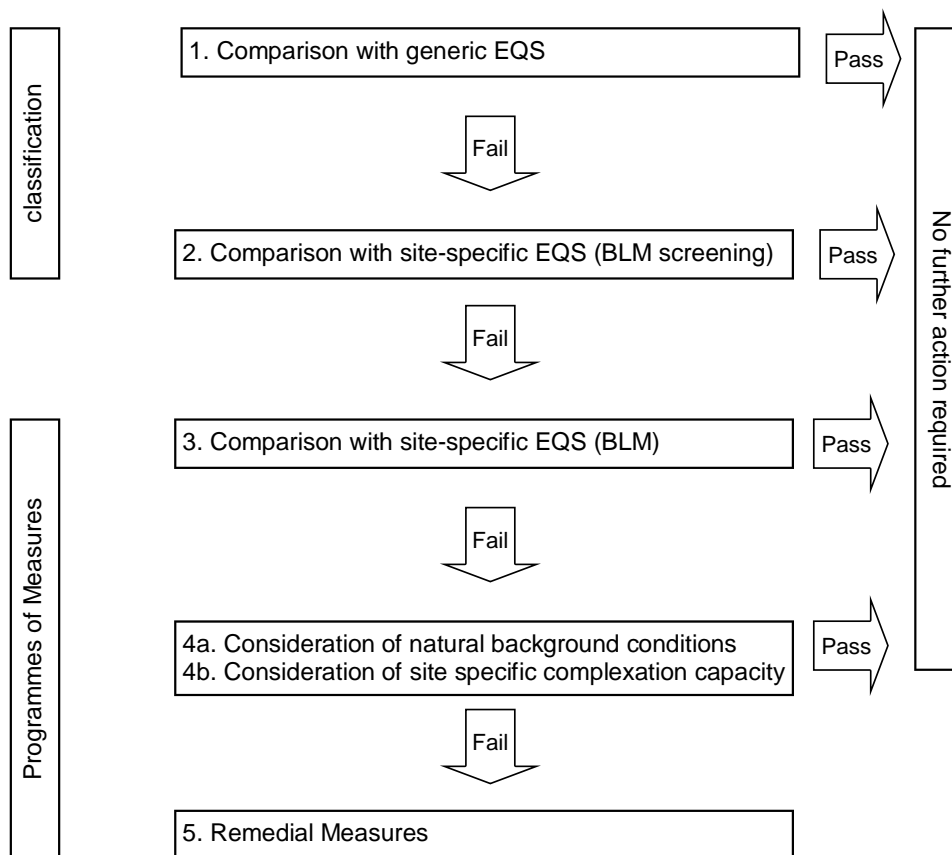 classification
1. Comparison with generic EQS
Pass
Fail
2. Comparison with site-specific EQS (BLM screening)
Pass
Fail
Programmes of Measures
3. Comparison with site-specific EQS (BLM)
Pass
Fail
4a. Consideration of natural background conditions
4b. Consideration of site specific complexation capacity
Pass
Fail
5. Remedial Measures
No further action required